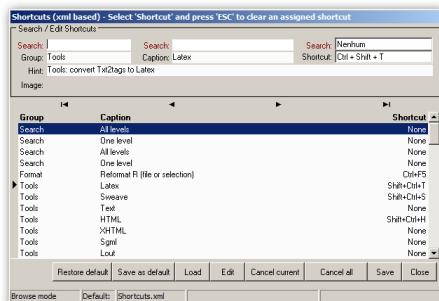 Shortcuts (xml based) - Select 'Shortcut' and press 'ESC' to clear an assigned shortcut
Search / Edit Shortcuts
Search: Search: Search: Nenhum
Group: Tools Caption: Latex Shortcut: Ctrl + Shift + T
Hint: Tools: convert Txt2tags to Latex
Image:
Group Caption Shortcut
Search All levels None
Search One level None
Search All levels None
Search One level None
Format Reformat R (file or selection) Ctrl+F5
Tools Latex Shift+Ctrl+T
Tools Sweave Shift+Ctrl+S
Tools Text None
Tools HTML Shift+Ctrl+H
Tools XHTML None
Tools Sgml None
Tools Lout None
Restore default Save as default Load Edit Cancel current Cancel all Save Close
Browse mode Default: Shortcuts.xml